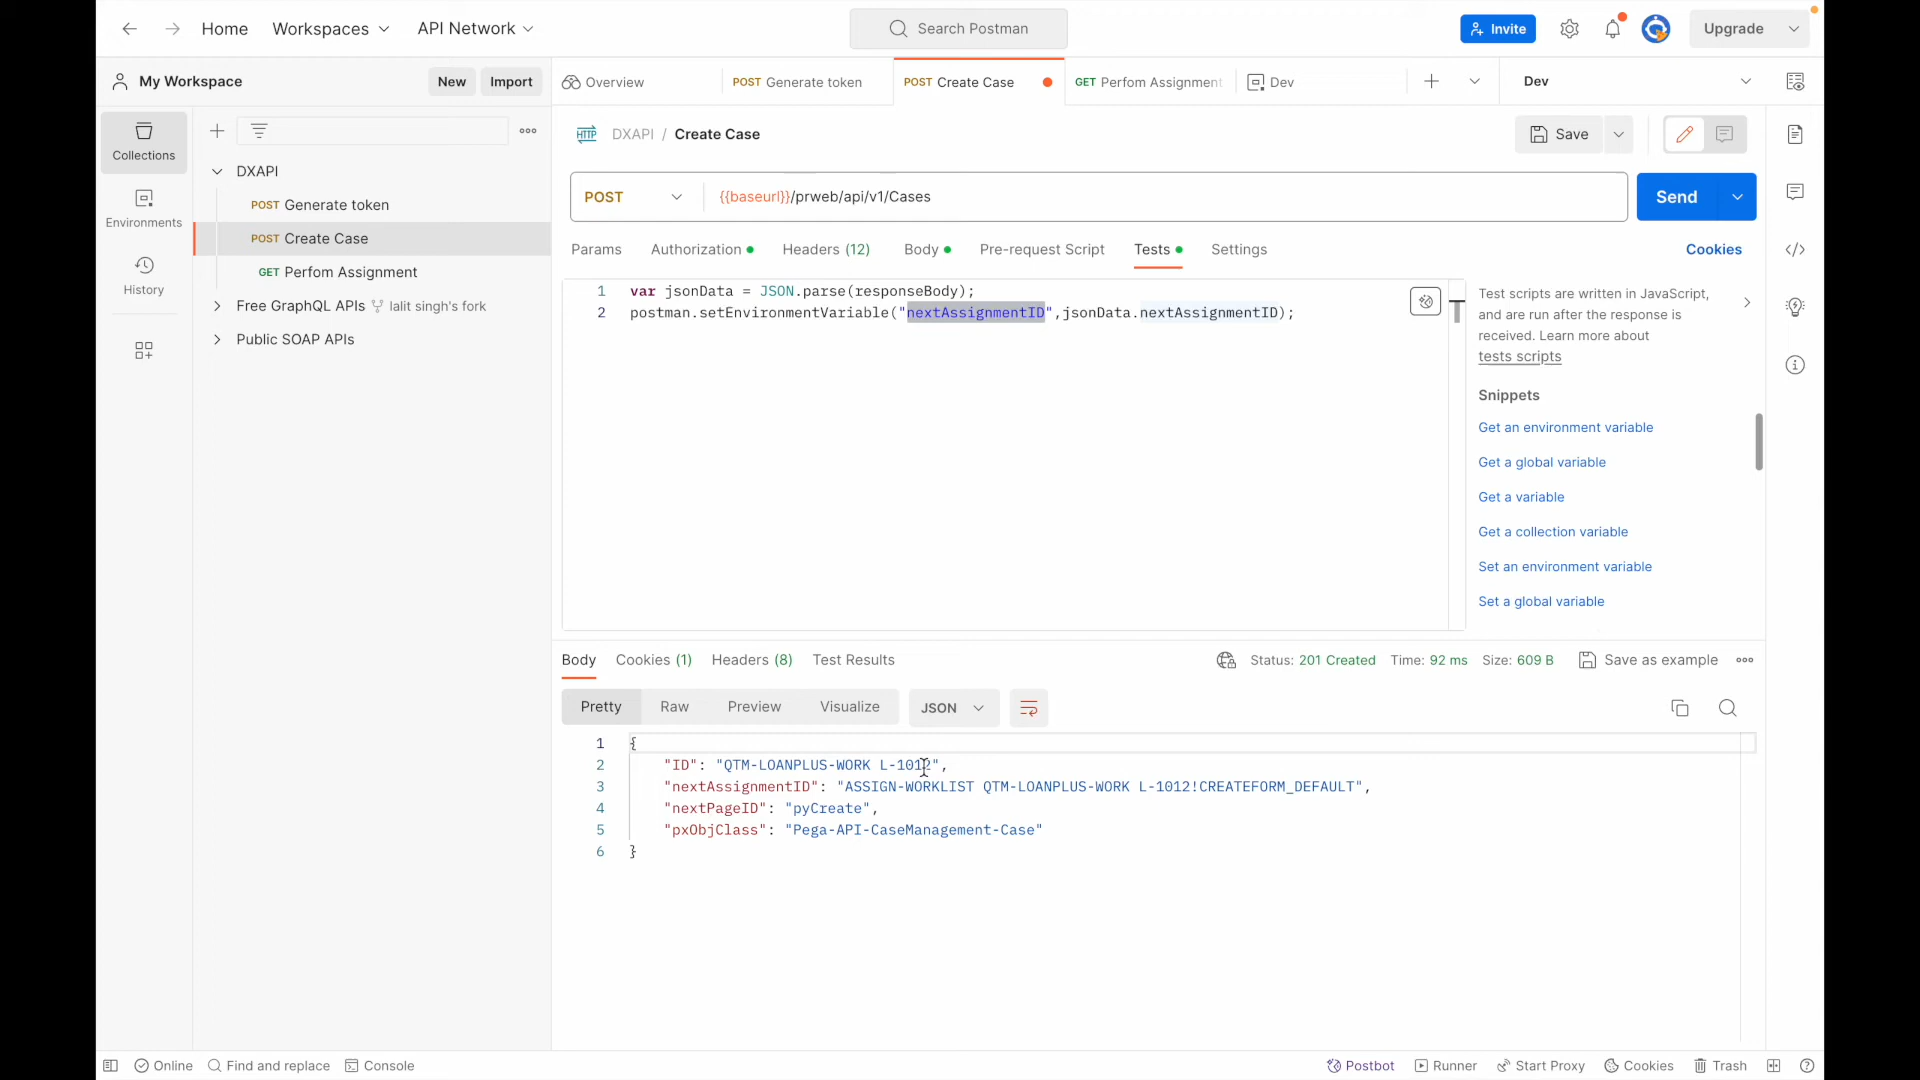 Home Workspaces API Network Search Postman Invite Upgrade
My Workspace New Import Overview POST Generate token POST Create Case GET Perfom Assignment Dev Dev
Collections
Environments
History
DXAPI
POST Generate token
POST Create Case
GET Perfom Assignment
Free GraphQL APIs lalit singh's fork
Public SOAP APIs
HTTP DXAPI / Create Case Save
POST {{baseurl}}/prweb/api/v1/Cases Send
Params Authorization Headers (12) Body Pre-request Script Tests Settings Cookies
1 var jsonData = JSON.parse(responseBody);
2 postman.setEnvironmentVariable("nextAssignmentID",jsonData.nextAssignmentID);
Test scripts are written in JavaScript,
and are run after the response is
received. Learn more about
tests scripts
Snippets
Get an environment variable
Get a global variable
Get a variable
Get a collection variable
Set an environment variable
Set a global variable
Body Cookies (1) Headers (8) Test Results Status: 201 Created Time: 92 ms Size: 609 B Save as example
Pretty Raw Preview Visualize JSON
1 {
2 "ID": "QTM-LOANPLUS-WORK L-1012",
3 "nextAssignmentID": "ASSIGN-WORKLIST QTM-LOANPLUS-WORK L-1012!CREATEFORM_DEFAULT",
4 "nextPageID": "pyCreate",
5 "pxObjClass": "Pega-API-CaseManagement-Case"
6 }
Online Find and replace Console Postbot Runner Start Proxy Cookies Trash